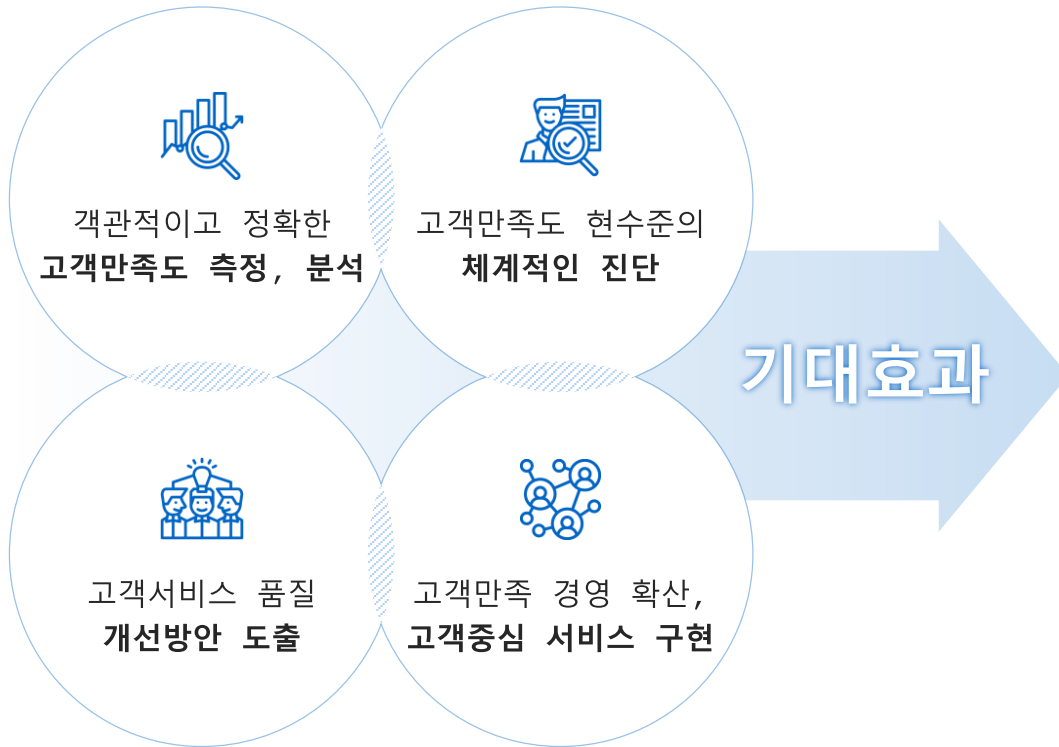 객관적이고 정확한
고객만족도 측정, 분석
고객만족도 현수준의
체계적인 진단
고객서비스 품질
개선방안 도출
고객만족 경영 확산,
고객중심 서비스 구현
기대효과